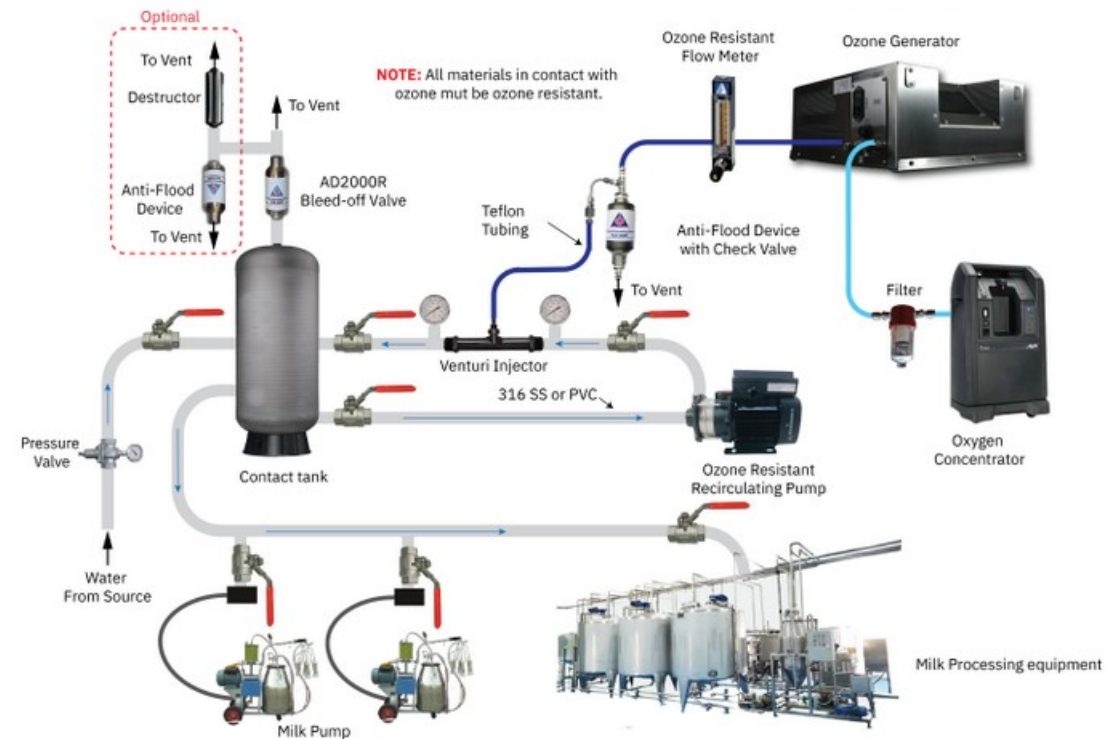 Optional
To Vent
Destructor
To Vent
Anti-Flood
Device
To Vent
AD2000R
Bleed-off Valve
NOTE: All materials in contact with
ozone mut be ozone resistant.
Ozone Resistant
Flow Meter
Ozone Generator
Teflon
Tubing
Anti-Flood Device
with Check Valve
To Vent
Filter
Oxygen
Concentrator
Venturi Injector
316 SS or PVC
Pressure
Valve
Contact tank
Ozone Resistant
Recirculating Pump
Water
From Source
Milk Pump
Milk Processing equipment